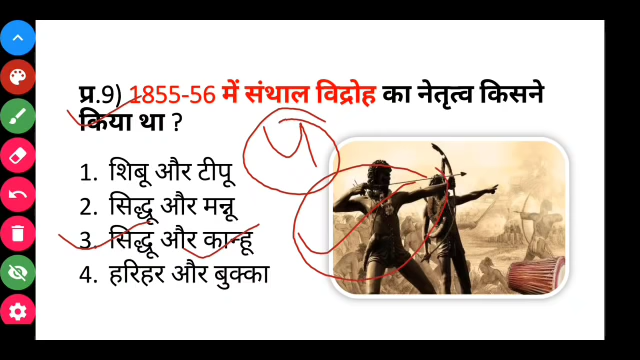 प्र.9) 1855-56 में संथाल विद्रोह का नेतृत्व किसने
किया था ?
1. शिबू और टीपू
2. सिद्धू और मन्नू
3. सिद्धू और कान्हू
4. हरिहर और बुक्का